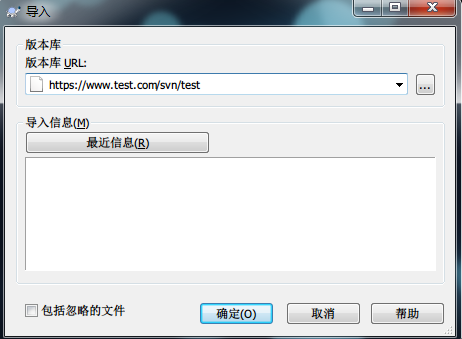 导入
版本库
版本库 URL:
https://www.test.com/svn/test
...
导入信息(M)
最近信息(R)
包括忽略的文件
确定(O)
取消
帮助